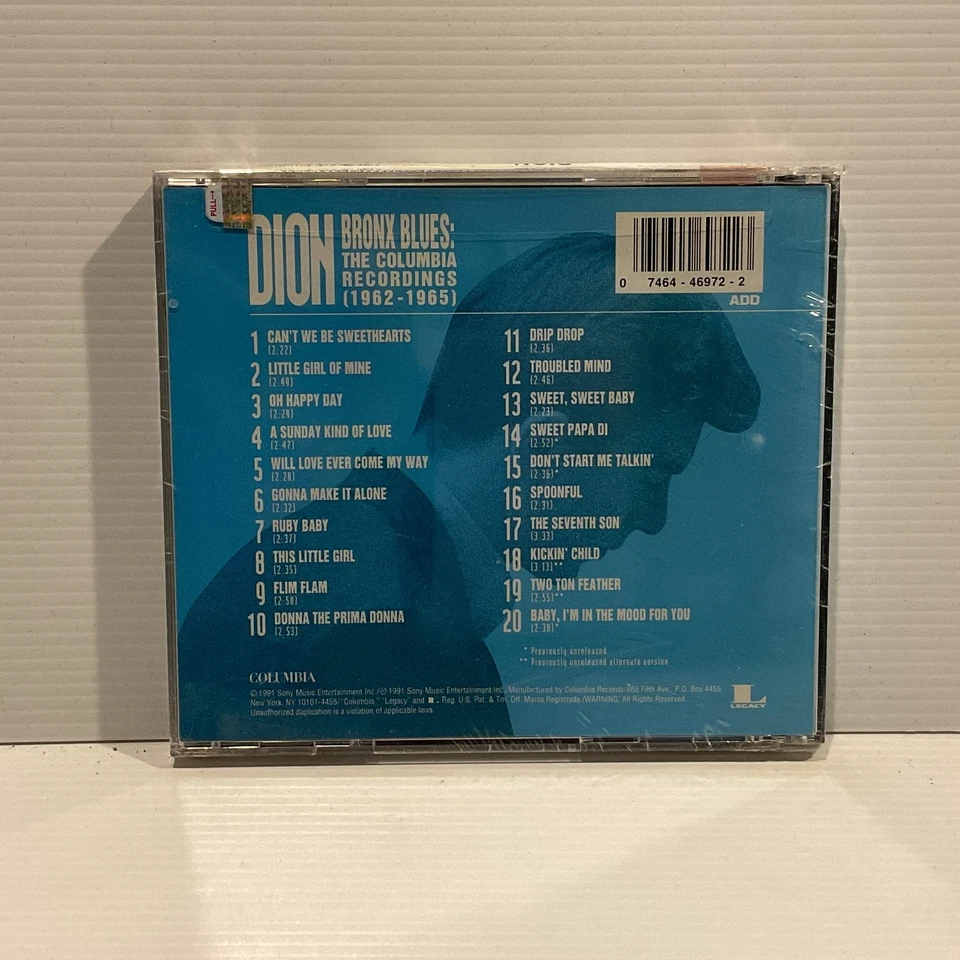 PULL→
DION
BRONX BLUES:
THE COLUMBIA
RECORDINGS
(1962-1965)
0 7464 - 46972 - 2
ADD
1 CAN'T WE BE SWEETHEARTS
(2:22)
2 LITTLE GIRL OF MINE
(2:49)
3 OH HAPPY DAY
(2:29)
4 A SUNDAY KIND OF LOVE
(2:47)
5 WILL LOVE EVER COME MY WAY
(2:28)
6 GONNA MAKE IT ALONE
(2:32)
7 RUBY BABY
(2:37)
8 THIS LITTLE GIRL
(2:35)
9 FLIM FLAM
(2:58)
10 DONNA THE PRIMA DONNA
(2:53)
11 DRIP DROP
(2:36)
12 TROUBLED MIND
(2:46)
13 SWEET, SWEET BABY
(2:23)
14 SWEET PAPA DI
(2:52)*
15 DON'T START ME TALKIN'
(2:36)*
16 SPOONFUL
(2:31)
17 THE SEVENTH SON
(3:33)
18 KICKIN' CHILD
(3:13)**
19 TWO TON FEATHER
(2:55)**
20 BABY, I'M IN THE MOOD FOR YOU
(2:38)*
* Previously unreleased
** Previously unreleased alternate version
COLUMBIA
© 1991 Sony Music Entertainment Inc./℗ 1991 Sony Music Entertainment Inc./Manufactured by Columbia Records/666 Fifth Ave., P.O. Box 4455,
New York, NY 10101-4455/"Columbia," "Legacy" and Reg. U.S. Pat. & Tm. Off. Marca Registrada./WARNING: All Rights Reserved.
Unauthorized duplication is a violation of applicable laws.
L
LEGACY